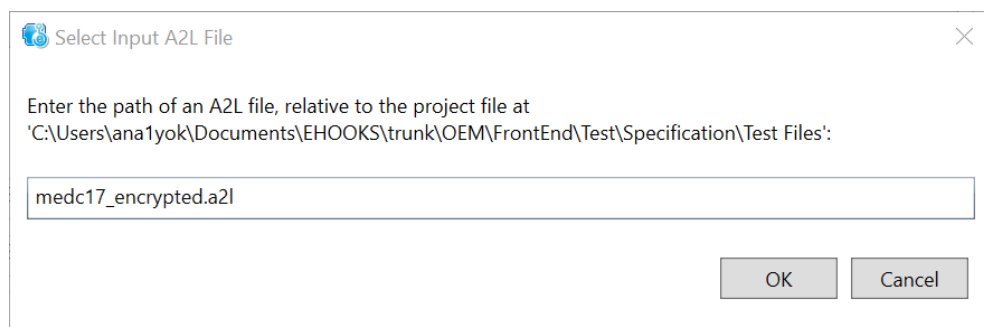 Select Input A2L File
Enter the path of an A2L file, relative to the project file at
'C:\Users\ana1yok\Documents\EHOOKS\trunk\OEM\FrontEnd\Test\Specification\Test Files':
medc17_encrypted.a2l
OK
Cancel